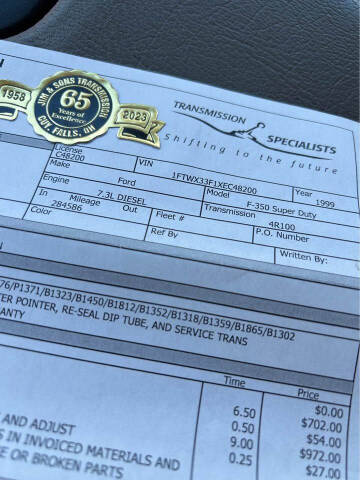 1958
JIM & SONS TRANSMISSION
65
Years of
Excellence
CUY. FALLS, OH
2023
TRANSMISSION
SPECIALISTS
Shifting to the future
License
C48200
VIN
1FTWX33F1XEC48200
Year
1999
Make
Ford
Model
F-350 Super Duty
Engine
7.3L DIESEL
Transmission
4R100
In
Mileage
Out
284586
Fleet #
P.O. Number
Color
Ref By
Written By:
76/P1371/B1323/B1450/B1812/B1352/B1318/B1359/B1865/B1302
TER POINTER, RE-SEAL DIP TUBE, AND SERVICE TRANS
RANTY
Time
Price
6.50 $0.00
AND ADJUST 0.50 $702.00
S IN INVOICED MATERIALS AND 9.00 $54.00
E OR BROKEN PARTS 0.25 $972.00
$27.00